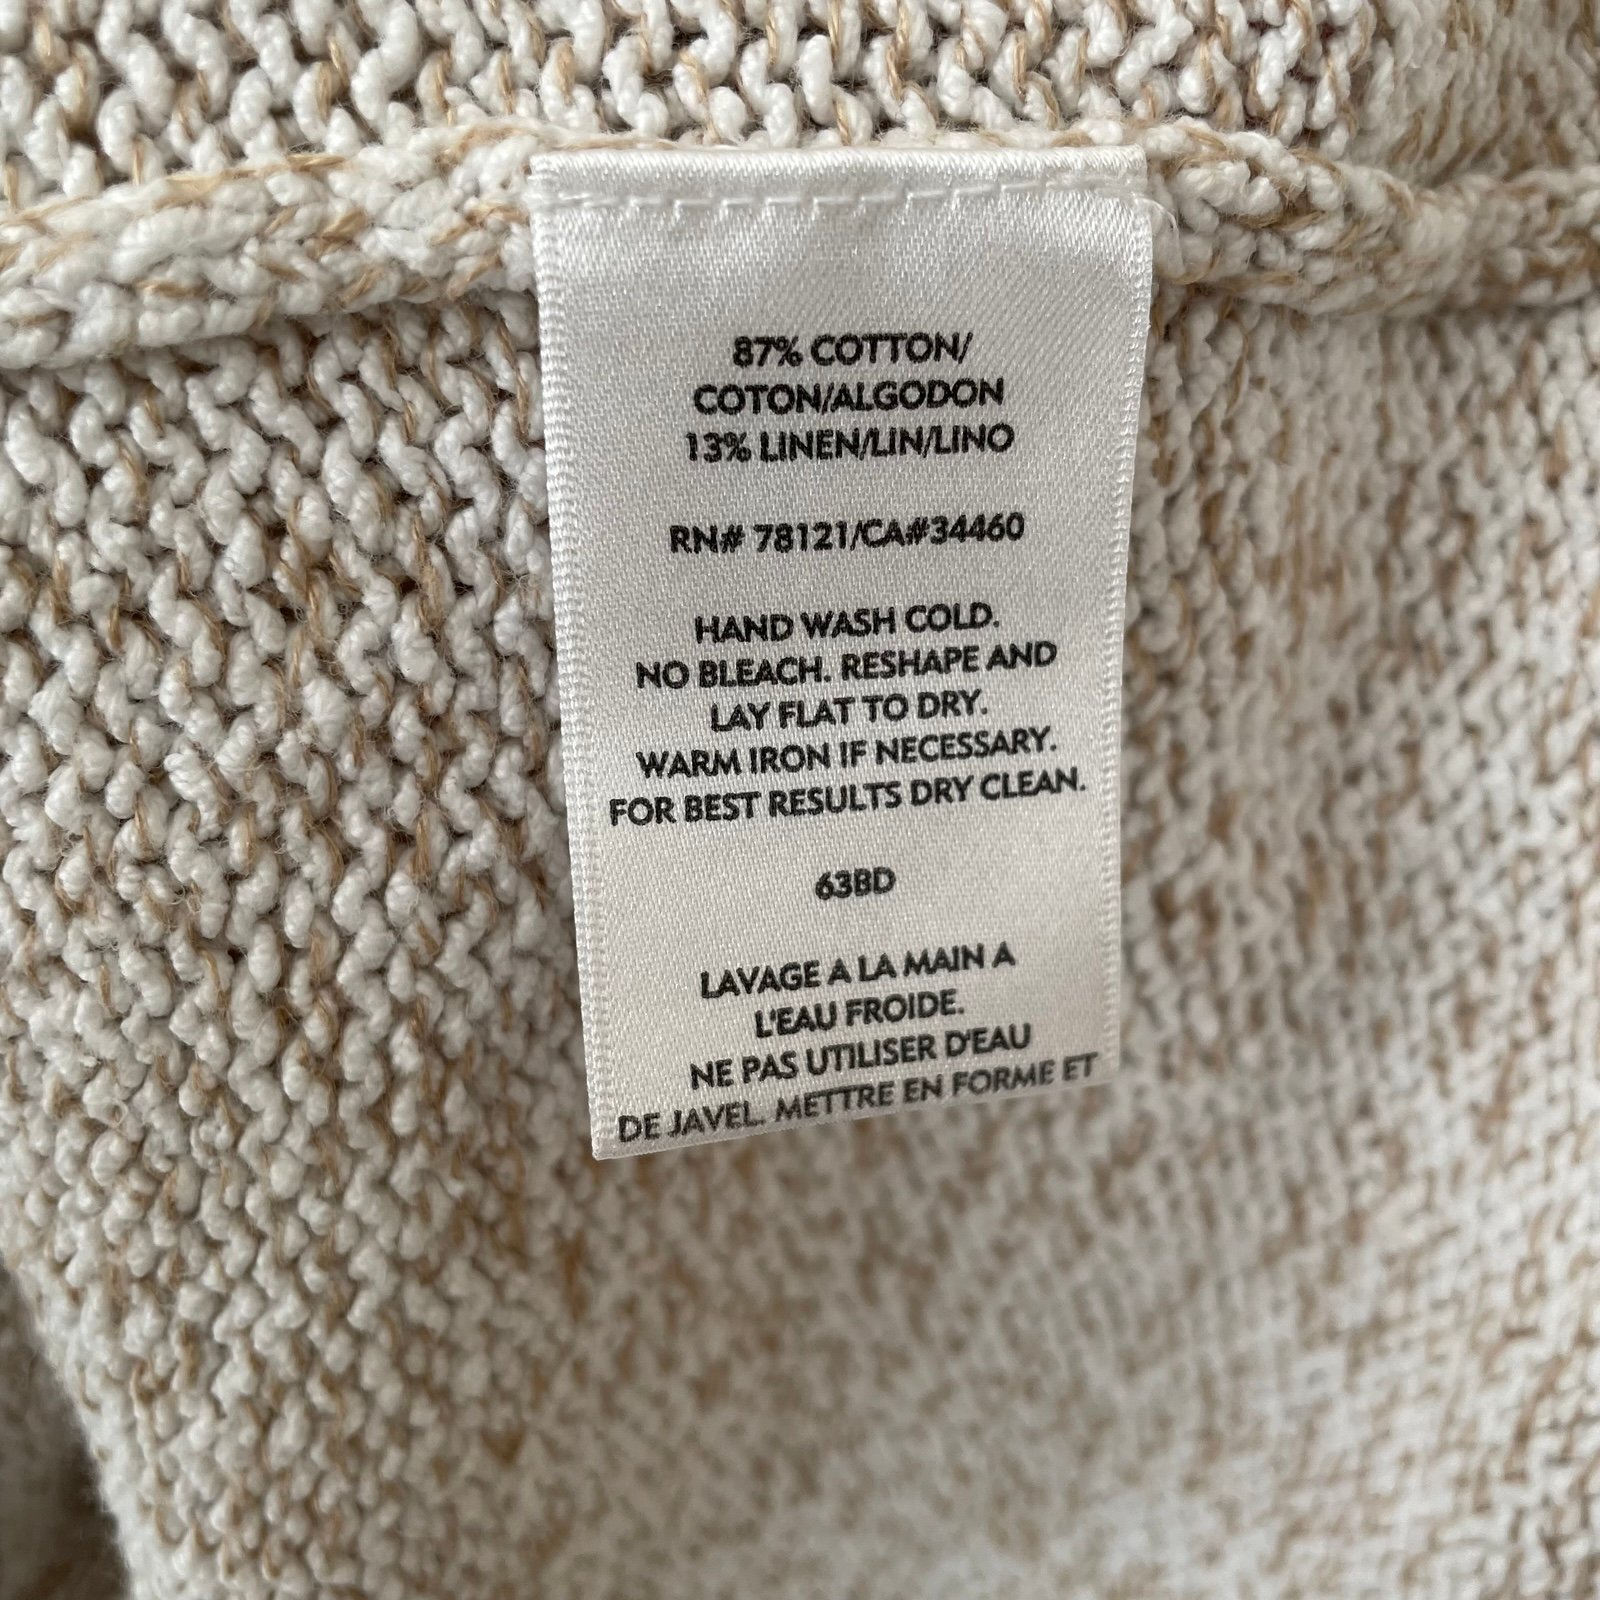 87% COTTON/
COTON/ALGODON
13% LINEN/LIN/LINO
RN# 78121/CA#34460
HAND WASH COLD.
NO BLEACH. RESHAPE AND
LAY FLAT TO DRY.
WARM IRON IF NECESSARY.
FOR BEST RESULTS DRY CLEAN.
63BD
LAVAGE A LA MAIN A
L'EAU FROIDE.
NE PAS UTILISER D'EAU
DE JAVEL. METTRE EN FORME ET